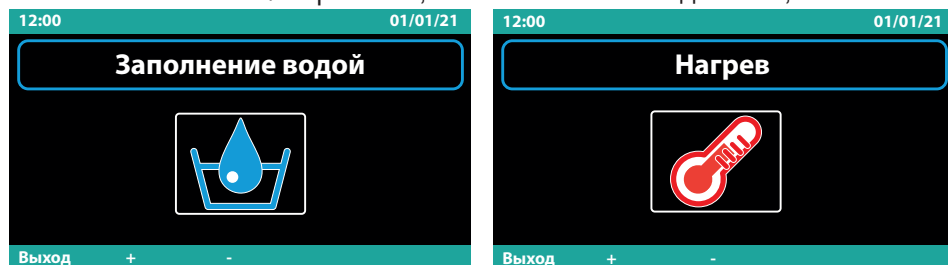 12:00 01/01/21
Заполнение водой
Выход + -
12:00 01/01/21
Нагрев
Выход + -